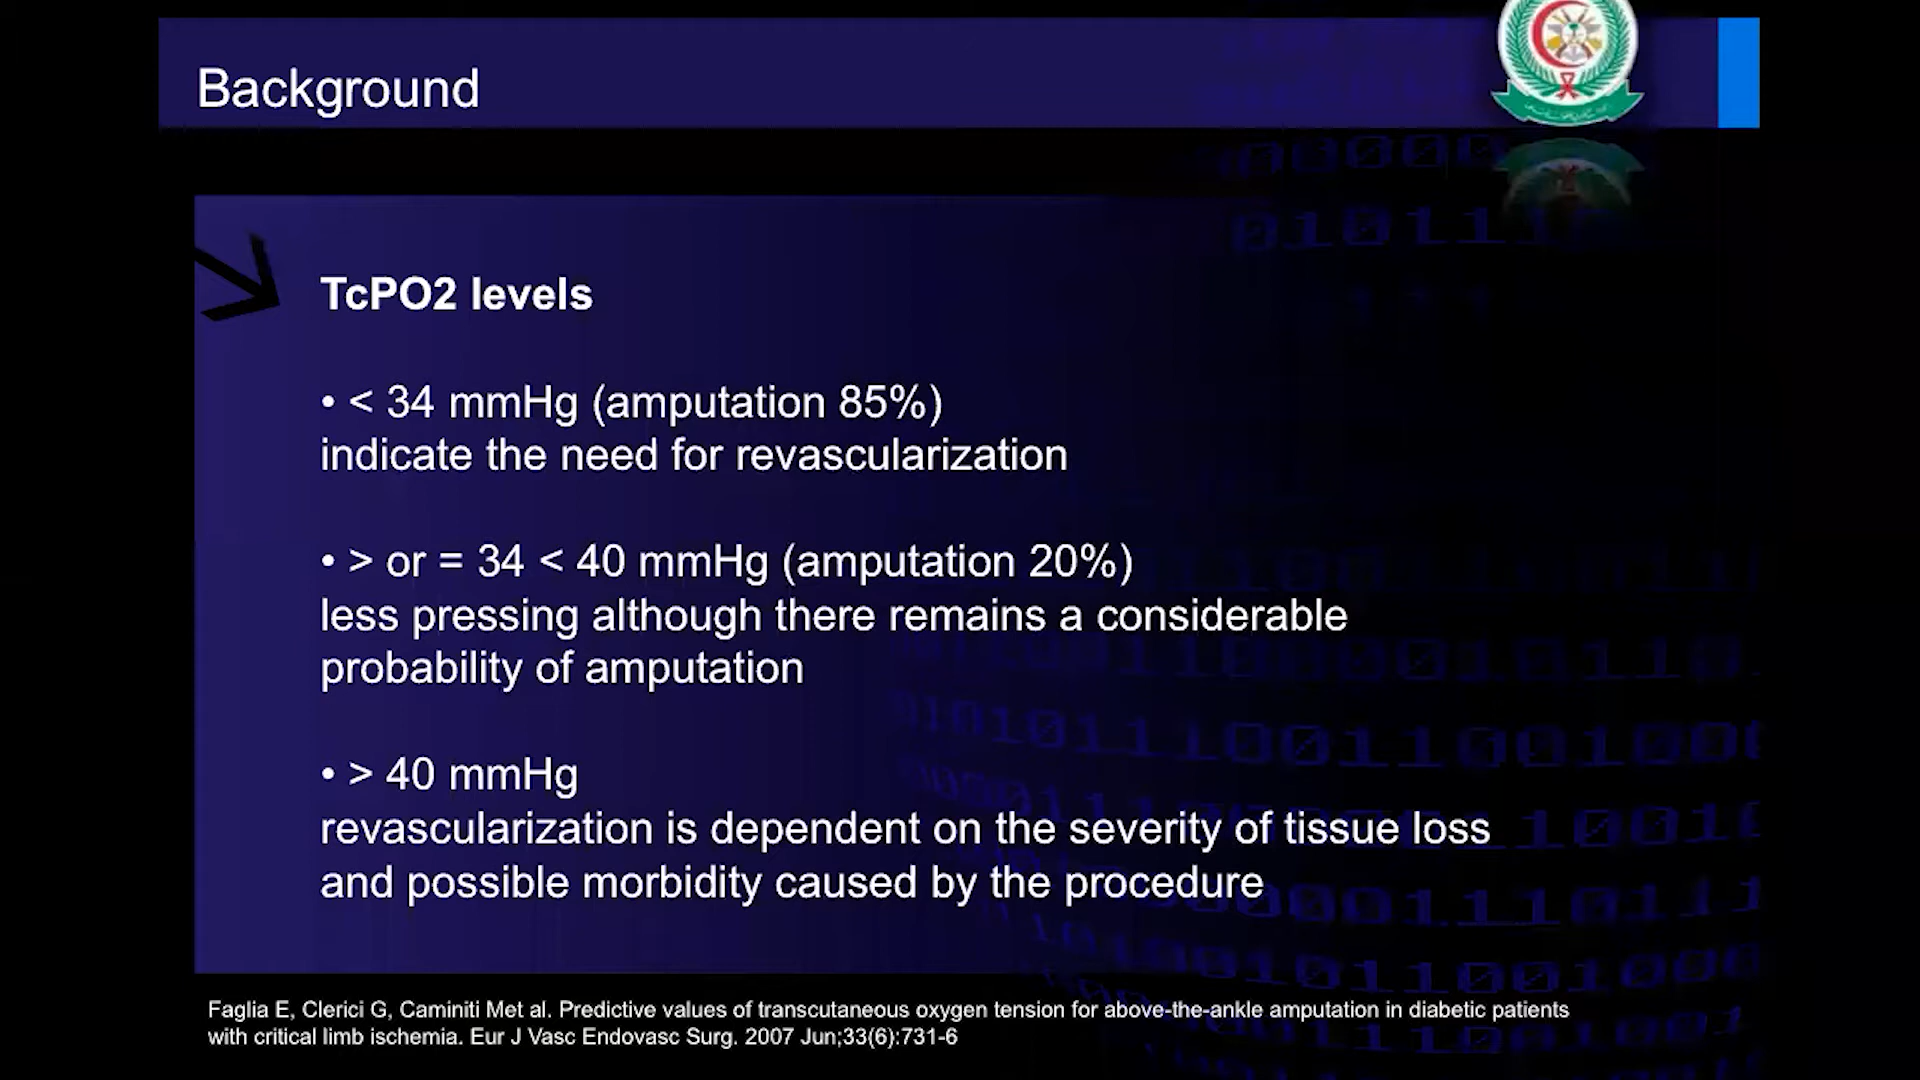 Background
TcPO2 levels
• < 34 mmHg (amputation 85%)
indicate the need for revascularization
• > or = 34 < 40 mmHg (amputation 20%)
less pressing although there remains a considerable
probability of amputation
• > 40 mmHg
revascularization is dependent on the severity of tissue loss
and possible morbidity caused by the procedure
Faglia E, Clerici G, Caminiti Met al. Predictive values of transcutaneous oxygen tension for above-the-ankle amputation in diabetic patients
with critical limb ischemia. Eur J Vasc Endovasc Surg. 2007 Jun;33(6):731-6